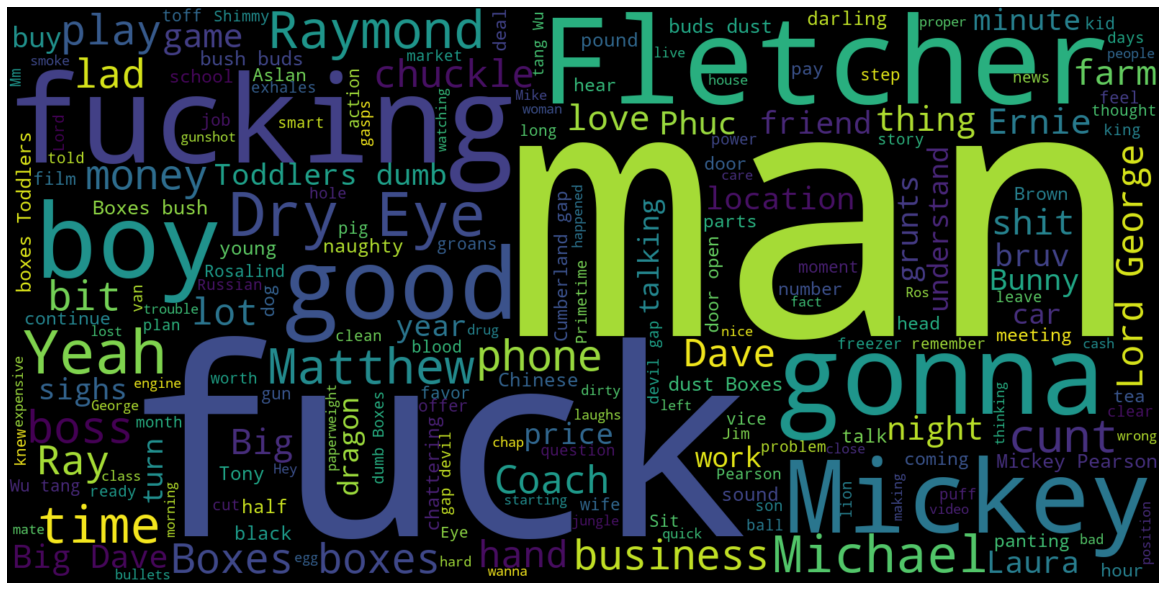 toff Shimmy
deal
buy
play
game
Raymond
Fletcher
pound
buds dust
darling
minute
proper
kid
days
people
bush buds
market
tang Wu
hear
live
house
pay
step
news
farm
feel
Mm
smoke
lad
school
Aslan
exhales
chuckle
Mike
woman
long
love
Phuc
friend
thing
Ernie
thought
king
fucking
job
gunshot
smart
action
gasps
watching
power
door
care
story
Lord
told
film
money
Toddlers dumb
hole
location
grunts
understand
Brown
shit
Lord George
boxes Toddlers
Boxes bush
boy
Dry Eye
pig
young
naughty
groans
Cumberland gap
Primetime
happened
talking
parts
door open
man
moment
number
fact
Ros
bruv
Bunny
leave
car
Rosalind
Russian
dog
good
bit
van
trouble
lot
continue
lost
plan
clean
year
drug
blood
nice
head
meeting
freezer
remember
cash
Yeah
Matthew
phone
Dave
gonna
devil gap
dust Boxes
sighs
engine
worth
gun
favor
Chinese
dirty
left
tea
clear
expensive
knew
George
month
fuck
offer
laughs
vice
Jim
night
thinking
cunt
wrong
boss
Big
paperweight
dumb Boxes
dragon
chap
price
question
problem
close
talk
coming
Mickey Pearson
Ray
class
turn
Tony
Hey
chattering
gap devil
Coach
work
Pearson
sound
Mickey
lion
making
puff
video
Wu tang
ready
morning
cut
half
starting
wife
son
ball
jungle
Sit
quick
position
time
mate
black
Eye
panting
bad
Big Dave
bullets
Boxes
egg
boxes
hard
hand
wanna
business
Michael
Laura
hour